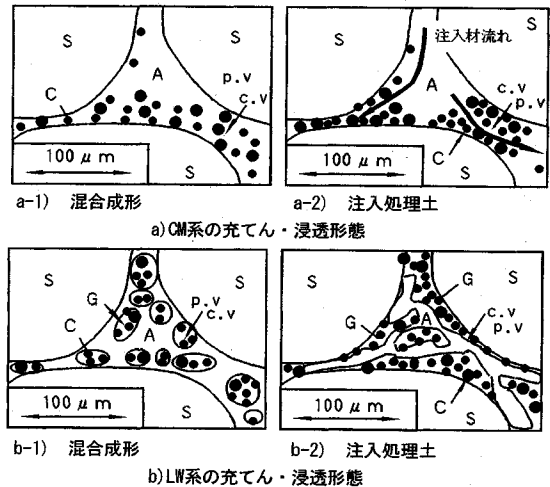 S
S
A
p.v
c.v
C
100 μm
S
a-1) 混合成形
S
注入材流れ
S
A
c.v
p.v
C
100 μm
S
a-2) 注入処理土
a)CM系の充てん・浸透形態
S
S
G
p.v
c.v
C
A
100 μm
S
b-1) 混合成形
S
G
S
A
c.v
p.v
G
C
100 μm
S
b-2) 注入処理土
b)LW系の充てん・浸透形態